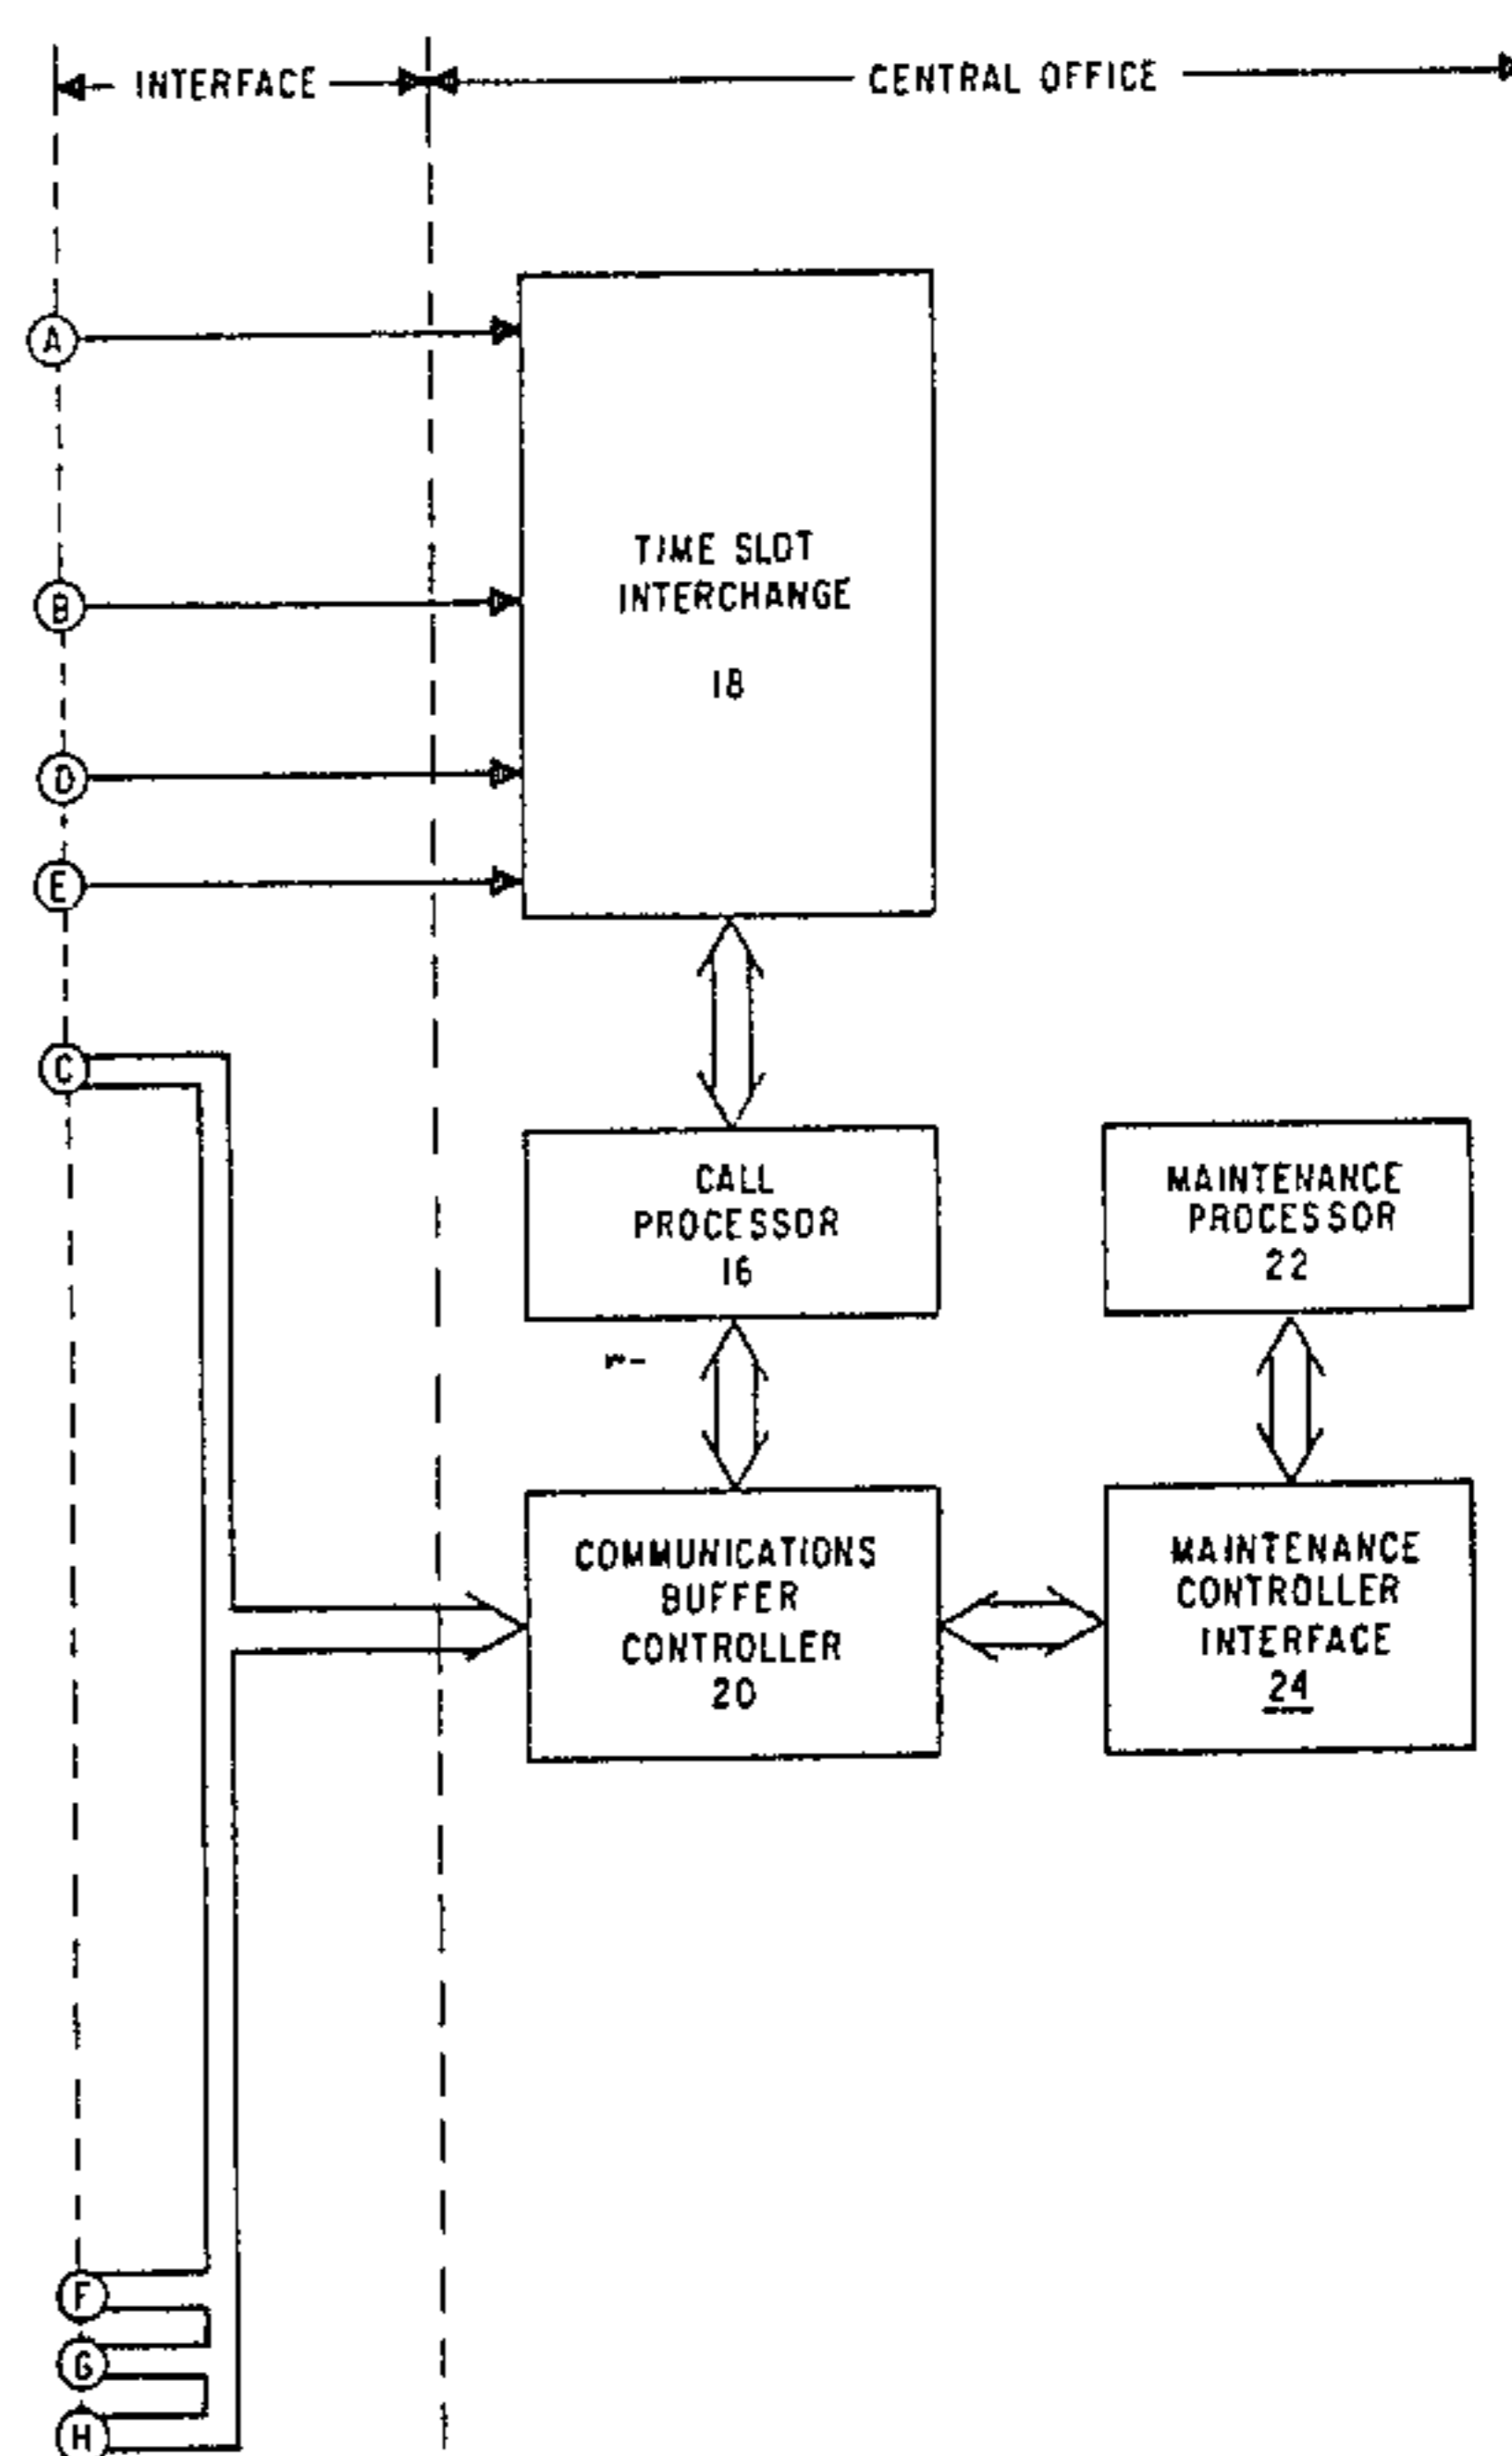 INTERFACE
CENTRAL OFFICE
A
TIME SLOT
INTERCHANGE
18
B
D
E
C
CALL
PROCESSOR
16
MAINTENANCE
PROCESSOR
22
COMMUNICATIONS
BUFFER
CONTROLLER
20
MAINTENANCE
CONTROLLER
INTERFACE
24
F
G
H